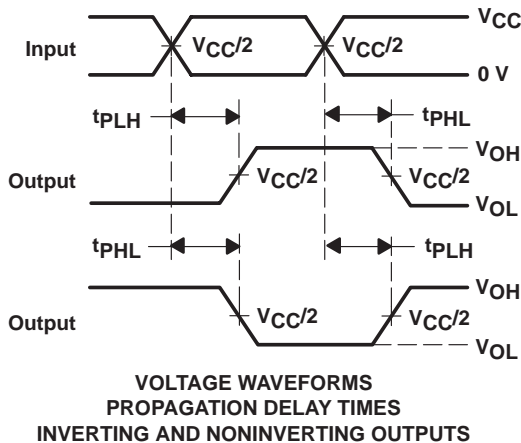 VCC
Input
VCC/2
VCC/2
0 V
tPLH
tPHL
VOH
Output
VCC/2
VCC/2
VOL
tPHL
tPLH
VOH
Output
VCC/2
VCC/2
VOL
VOLTAGE WAVEFORMS
PROPAGATION DELAY TIMES
INVERTING AND NONINVERTING OUTPUTS